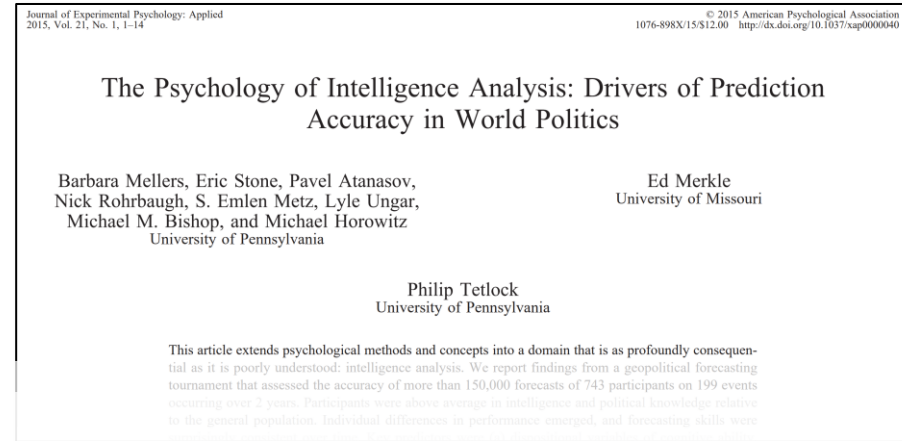 Journal of Experimental Psychology: Applied
2015, Vol. 21, No. 1, 1–14
© 2015 American Psychological Association
1076-898X/15/$12.00 http://dx.doi.org/10.1037/xap0000040
The Psychology of Intelligence Analysis: Drivers of Prediction
Accuracy in World Politics
Barbara Mellers, Eric Stone, Pavel Atanasov,
Nick Rohrbaugh, S. Emlen Metz, Lyle Ungar,
Michael M. Bishop, and Michael Horowitz
University of Pennsylvania
Ed Merkle
University of Missouri
Philip Tetlock
University of Pennsylvania
This article extends psychological methods and concepts into a domain that is as profoundly consequen-
tial as it is poorly understood: intelligence analysis. We report findings from a geopolitical forecasting
tournament that assessed the accuracy of more than 150,000 forecasts of 743 participants on 199 events
occurring over 2 years. Participants were above average in intelligence and political knowledge relative
to the general population. Individual differences in performance emerged, and forecasting skills were